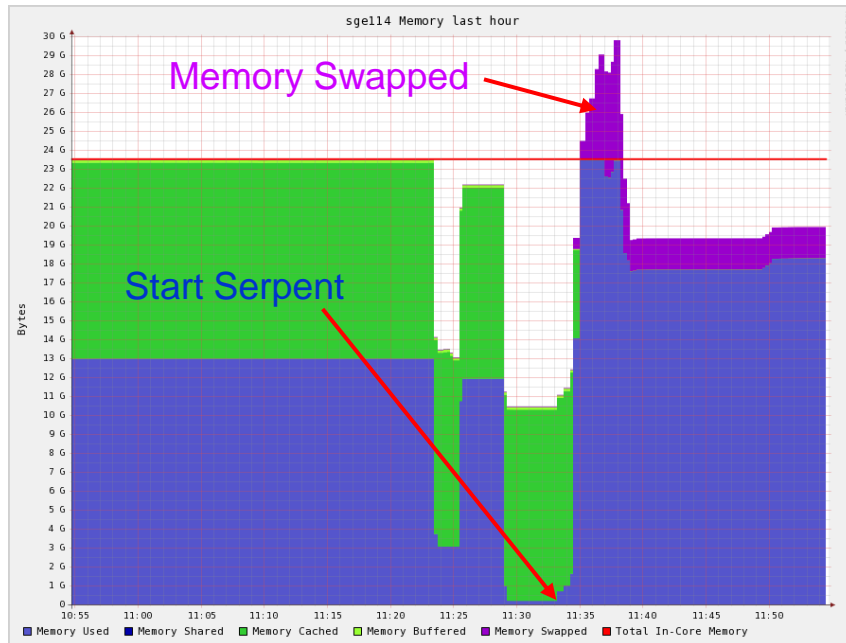 sge114 Memory last hour
30 G
29 G
28 G
27 G
26 G
25 G
24 G
23 G
22 G
21 G
20 G
19 G
18 G
17 G
16 G
15 G
14 G
13 G
12 G
11 G
10 G
9 G
8 G
7 G
6 G
5 G
4 G
3 G
2 G
1 G
0
Bytes
Memory Swapped
Start Serpent
10:55 11:00 11:05 11:10 11:15 11:20 11:25 11:30 11:35 11:40 11:45 11:50
Memory Used Memory Shared Memory Cached Memory Buffered Memory Swapped Total In-Core Memory